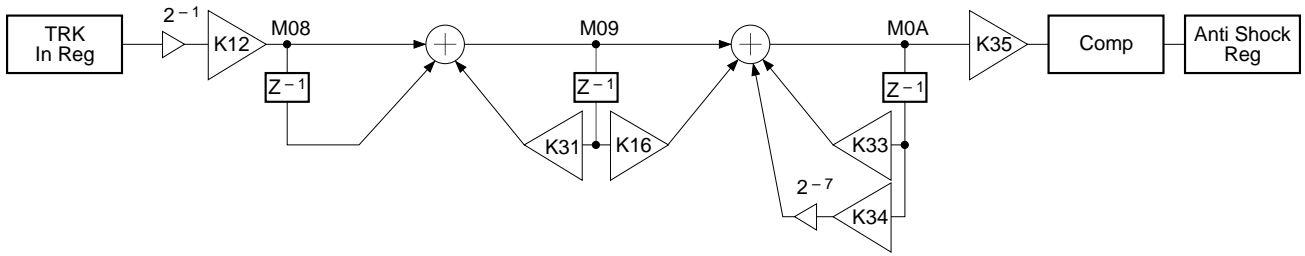 TRK
In Reg
2⁻¹
K12
M08
Z⁻¹
M09
Z⁻¹
K31
K16
M0A
Z⁻¹
K33
2⁻⁷
K34
K35
Comp
Anti Shock
Reg